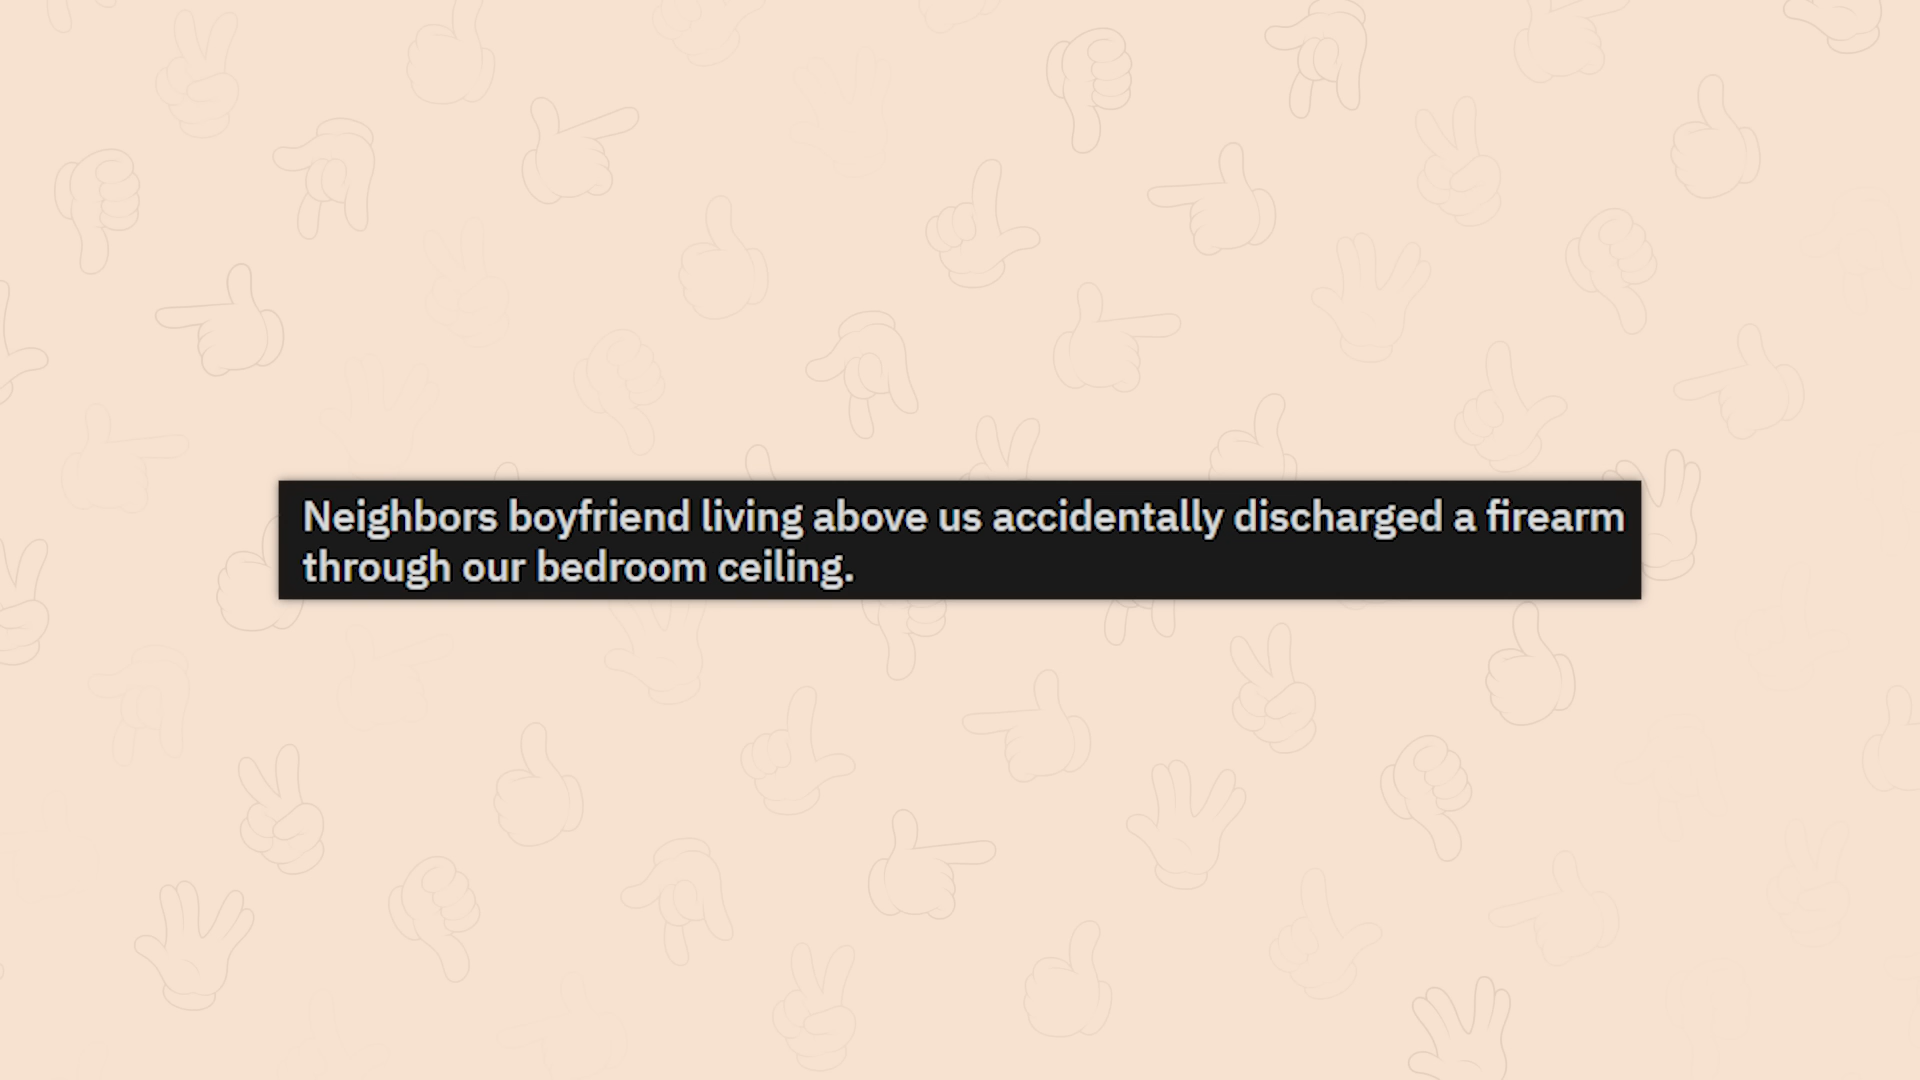 Neighbors boyfriend living above us accidentally discharged a firearm
through our bedroom ceiling.